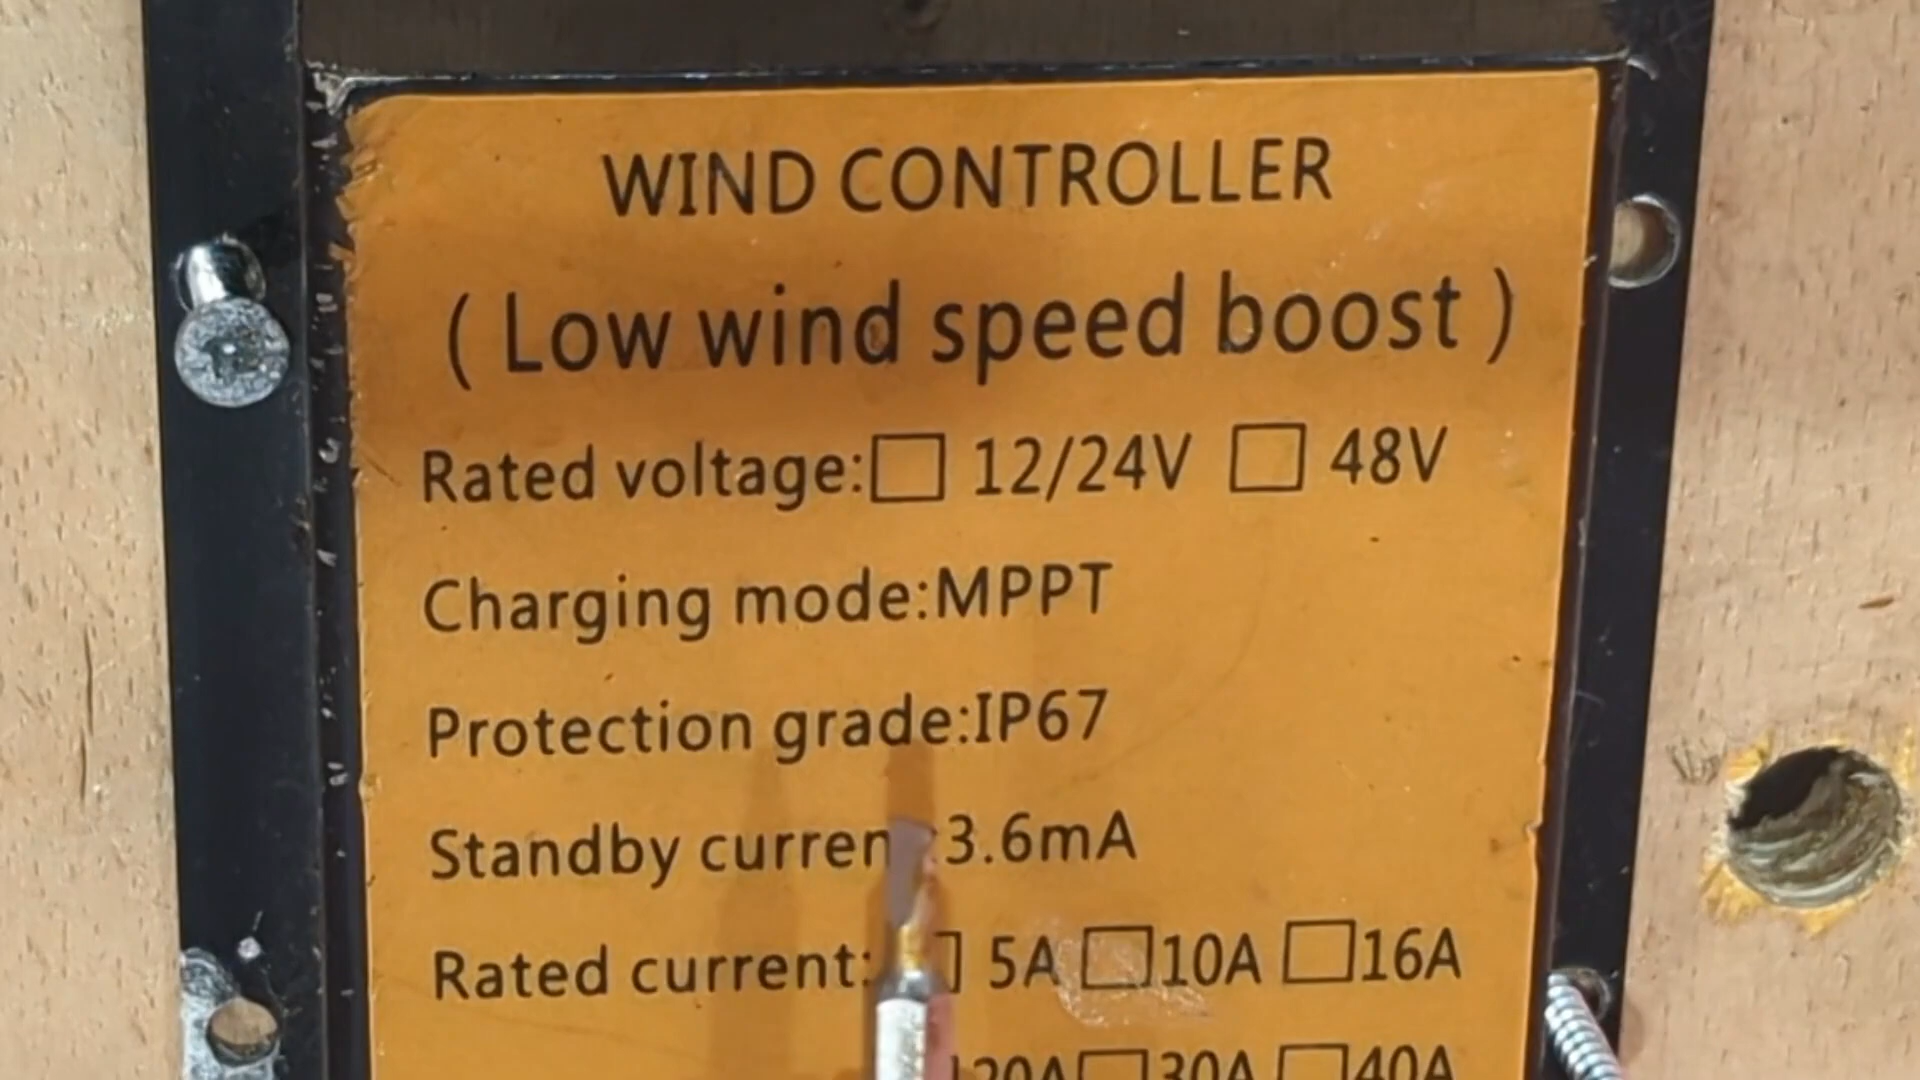 WIND CONTROLLER
( Low wind speed boost )
Rated voltage:☐ 12/24V ☐ 48V
Charging mode:MPPT
Protection grade:IP67
Standby 3.6mA
Rated current:☐ 5A ☐10A ☐16A
20A ☐30A ☐40A